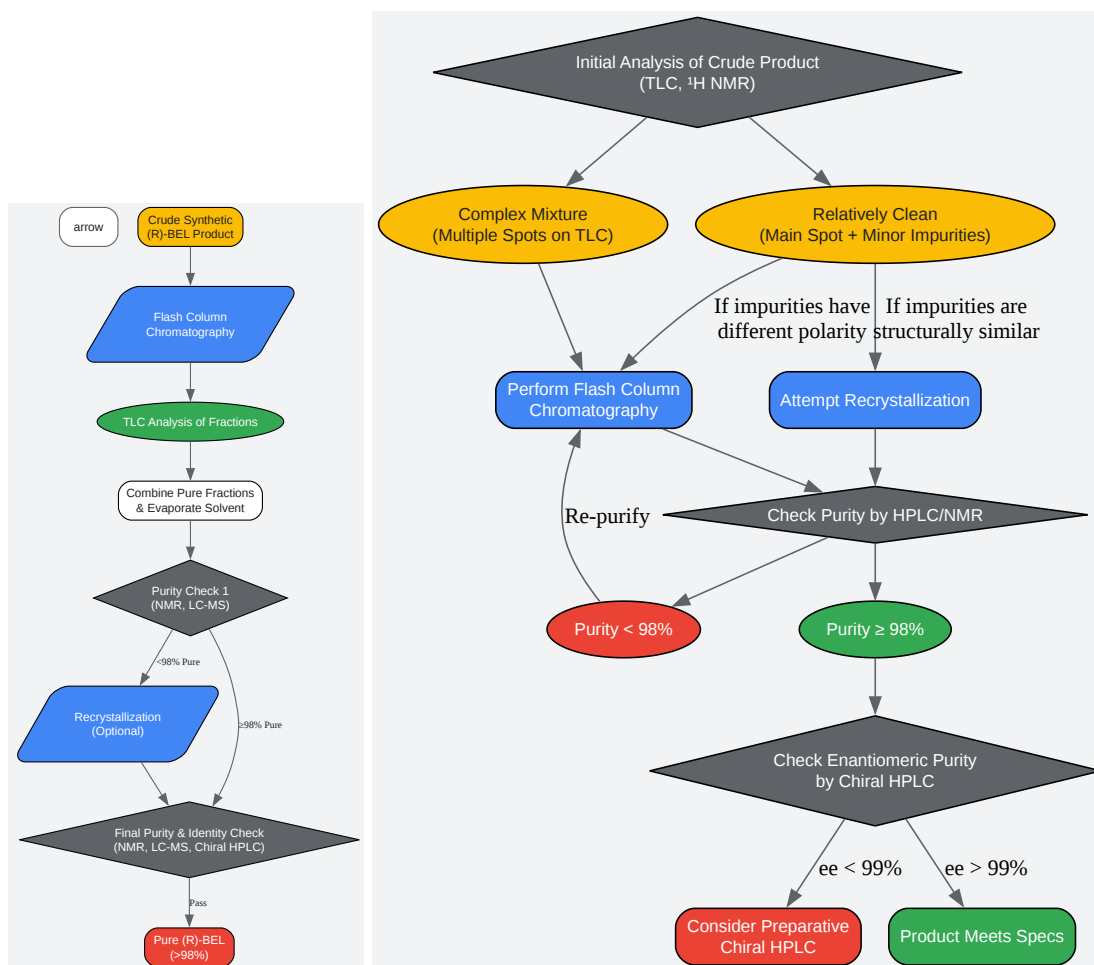 arrow
Crude Synthetic
(R)-BEL Product
Flash Column
Chromatography
TLC Analysis of Fractions
Combine Pure Fractions
& Evaporate Solvent
Purity Check 1
(NMR, LC-MS)
<98% Pure
Recrystallization
(Optional)
≥98% Pure
Final Purity & Identity Check
(NMR, LC-MS, Chiral HPLC)
Pass
Pure (R)-BEL
(>98%)
Initial Analysis of Crude Product
(TLC, ¹H NMR)
Complex Mixture
(Multiple Spots on TLC)
Relatively Clean
(Main Spot + Minor Impurities)
If impurities have
different polarity
If impurities are
structurally similar
Perform Flash Column
Chromatography
Attempt Recrystallization
Re-purify
Check Purity by HPLC/NMR
Purity < 98%
Purity ≥ 98%
Check Enantiomeric Purity
by Chiral HPLC
ee < 99%
ee > 99%
Consider Preparative
Chiral HPLC
Product Meets Specs